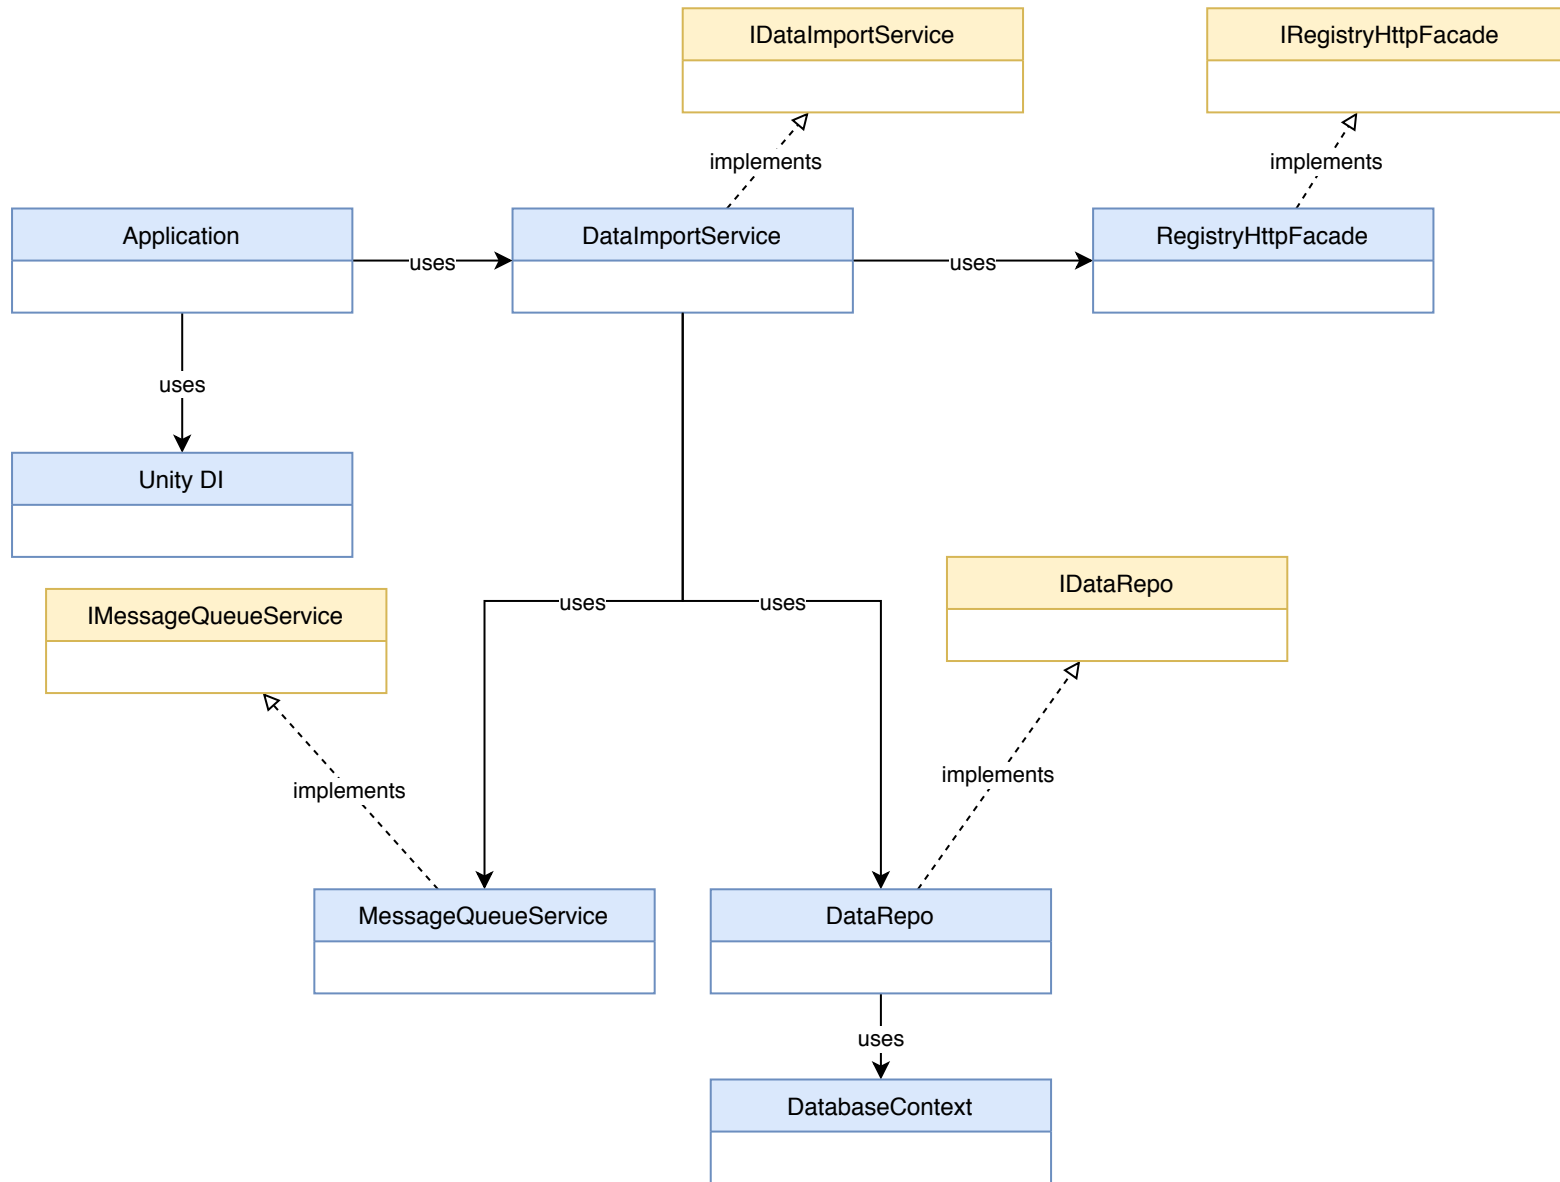 IDataImportService
IRegistryHttpFacade
implements
implements
Application
DataImportService
RegistryHttpFacade
uses
uses
uses
Unity DI
IDataRepo
IMessageQueueService
uses
uses
implements
implements
MessageQueueService
DataRepo
uses
DatabaseContext